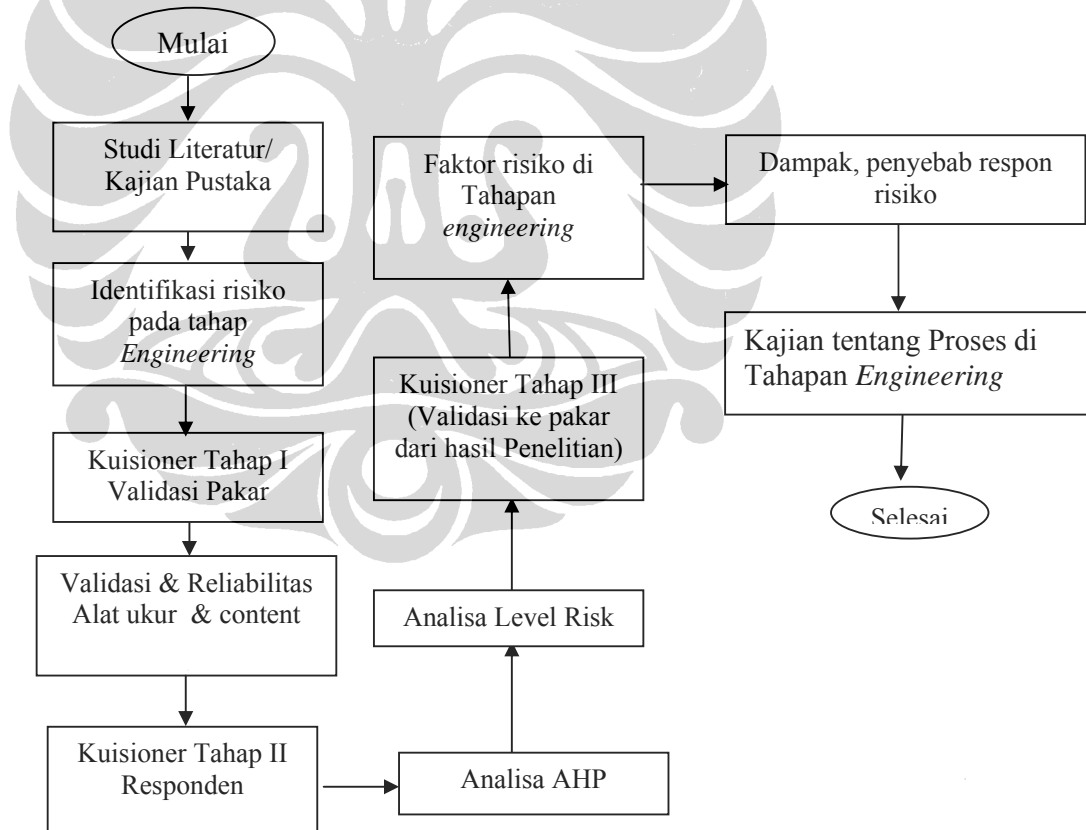 Mulai
Studi Literatur/
Kajian Pustaka
Identifikasi risiko
pada tahap
Engineering
Kuisioner Tahap I
Validasi Pakar
Validasi & Reliabilitas
Alat ukur & content
Kuisioner Tahap II
Responden
Analisa AHP
Analisa Level Risk
Kuisioner Tahap III
(Validasi ke pakar
dari hasil Penelitian)
Faktor risiko di
Tahapan
engineering
Dampak, penyebab respon
risiko
Kajian tentang Proses di
Tahapan Engineering
Selesai